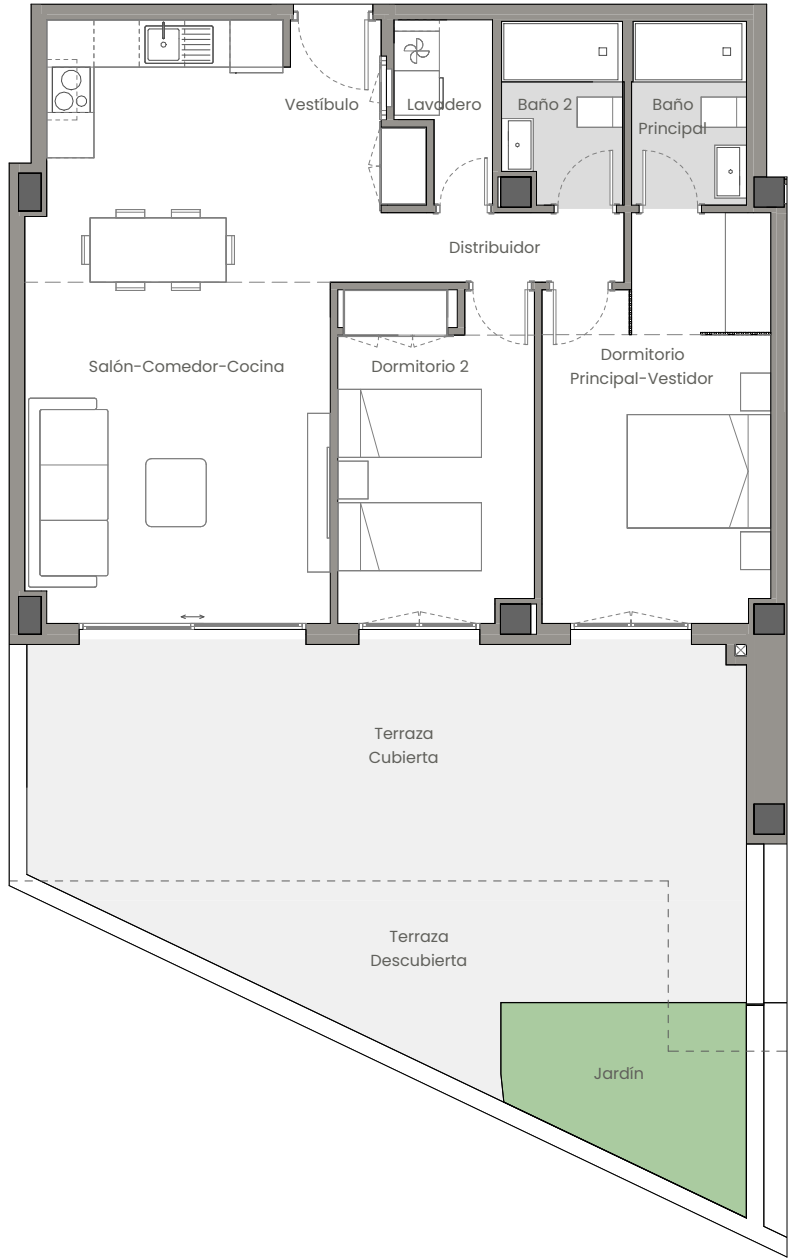 Vestíbulo
Lavadero
Baño 2
Baño
Principal
Distribuidor
Salón-Comedor-Cocina
Dormitorio 2
Dormitorio
Principal-Vestidor
Terraza
Cubierta
Terraza
Descubierta
Jardín